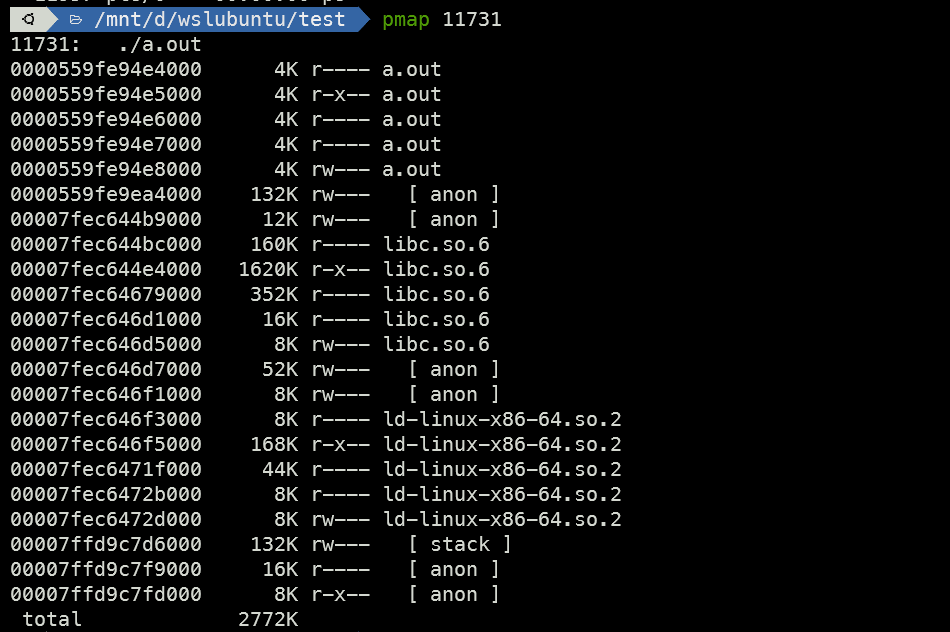 /mnt/d/wslubuntu/test pmap 11731
11731:   ./a.out
0000559fe94e4000      4K r---- a.out
0000559fe94e5000      4K r-x-- a.out
0000559fe94e6000      4K r---- a.out
0000559fe94e7000      4K r---- a.out
0000559fe94e8000      4K rw--- a.out
0000559fe9ea4000    132K rw---   [ anon ]
00007fec644b9000     12K rw---   [ anon ]
00007fec644bc000    160K r---- libc.so.6
00007fec644e4000   1620K r-x-- libc.so.6
00007fec64679000    352K r---- libc.so.6
00007fec646d1000     16K r---- libc.so.6
00007fec646d5000      8K rw--- libc.so.6
00007fec646d7000     52K rw---   [ anon ]
00007fec646f1000      8K rw---   [ anon ]
00007fec646f3000      8K r---- ld-linux-x86-64.so.2
00007fec646f5000    168K r-x-- ld-linux-x86-64.so.2
00007fec6471f000     44K r---- ld-linux-x86-64.so.2
00007fec6472b000      8K r---- ld-linux-x86-64.so.2
00007fec6472d000      8K rw--- ld-linux-x86-64.so.2
00007ffd9c7d6000    132K rw---   [ stack ]
00007ffd9c7f9000     16K r----   [ anon ]
00007ffd9c7fd000      8K r-x--   [ anon ]
 total             2772K